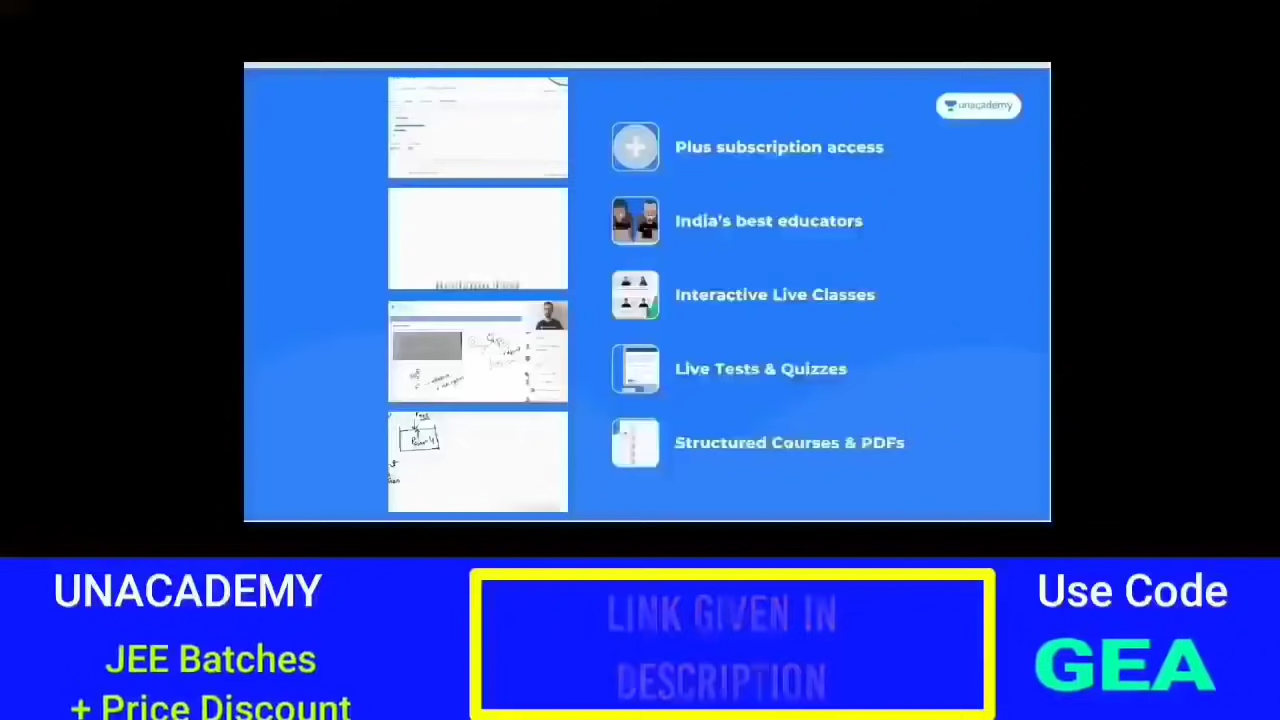 unacademy
Plus subscription access
India's best educators
Interactive Live Classes
Live Tests & Quizzes
Structured Courses & PDFs
UNACADEMY
JEE Batches
+ Price Discount
LINK GIVEN IN
DESCRIPTION
Use Code
GEA